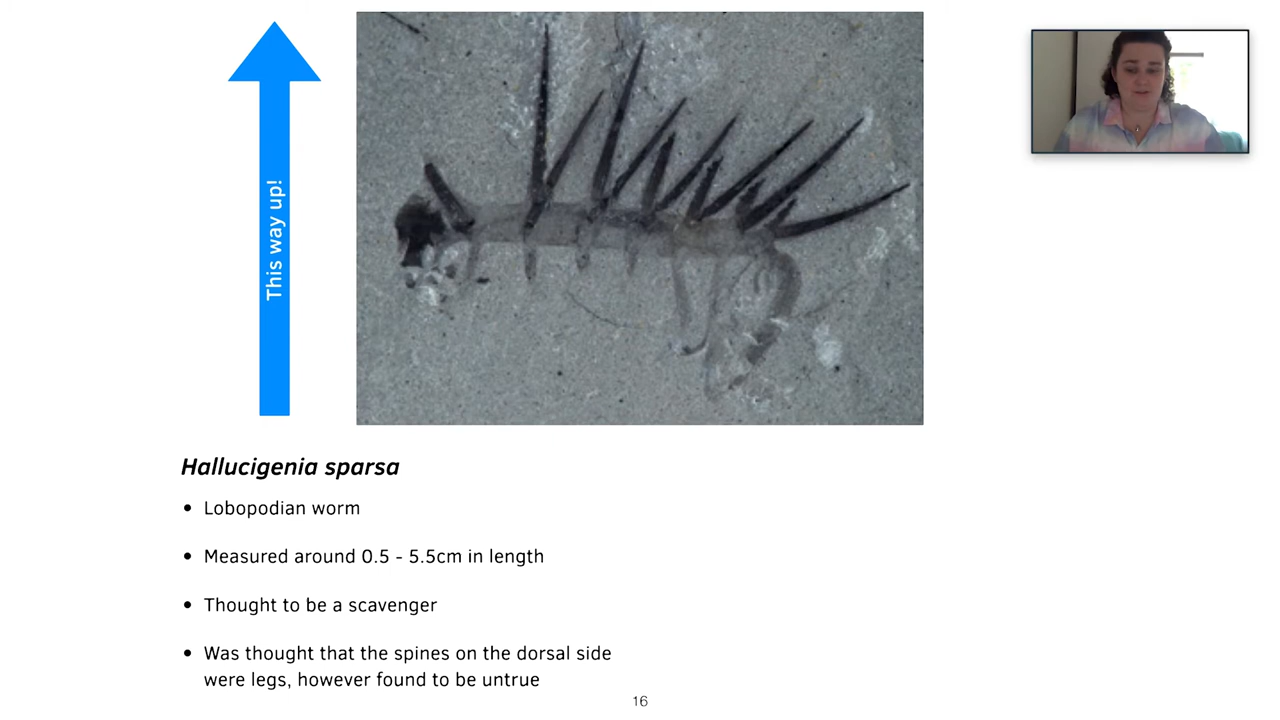 This way up!
Hallucigenia sparsa
• Lobopodian worm
• Measured around 0.5 - 5.5cm in length
• Thought to be a scavenger
• Was thought that the spines on the dorsal side
were legs, however found to be untrue
16